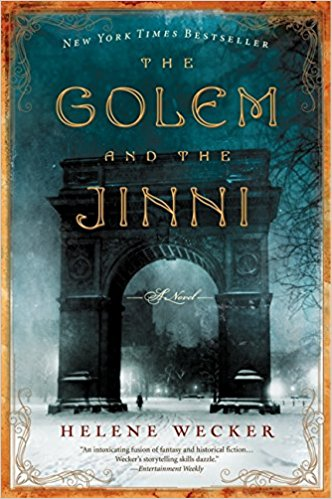 NEW YORK TIMES BESTSELLER
THE
GOLEM
AND THE
JINNI
A Novel
HELENE WECKER
"An intoxicating fusion of fantasy and historical fiction...
Wecker's storytelling skills dazzle."
—Entertainment Weekly